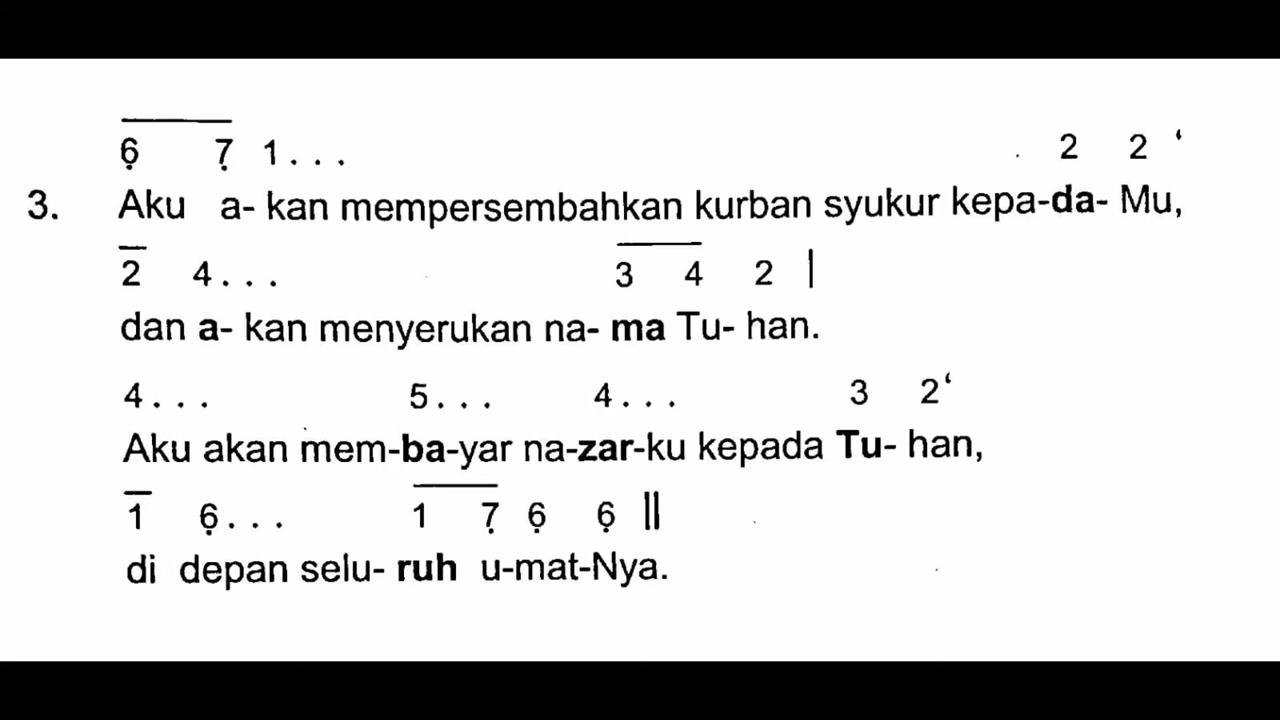 6̣ 7̣ 1 . . . 2 2 ‘
3. Aku a- kan mempersembahkan kurban syukur kepa-da- Mu,
2 4 . . . 3 4 2 |
dan a- kan menyerukan na- ma Tu- han.
4 . . . 5 . . . 4 . . . 3 2 ‘
Aku akan mem-ba-yar na-zar-ku kepada Tu- han,
1 6̣ . . . 1 7̣ 6̣ 6̣ ||
di depan selu- ruh u-mat-Nya.